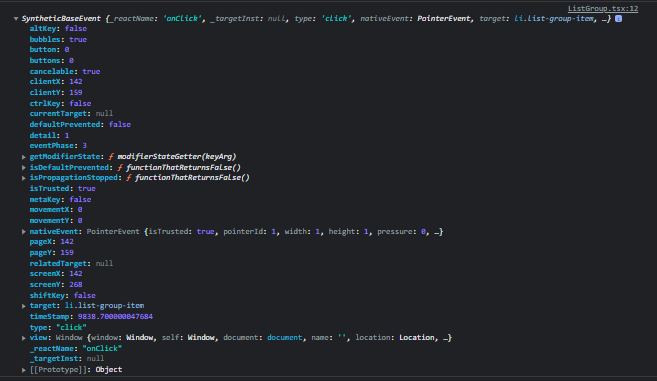 ListGroup.tsx:12
▼ SyntheticBaseEvent {_reactName: 'onClick', _targetInst: null, type: 'click', nativeEvent: PointerEvent, target: li.list-group-item, …} i
altKey: false
bubbles: true
button: 0
buttons: 0
cancelable: true
clientX: 142
clientY: 159
ctrlKey: false
currentTarget: null
defaultPrevented: false
detail: 1
eventPhase: 3
▶ getModifierState: ƒ modifierStateGetter(keyArg)
▶ isDefaultPrevented: ƒ functionThatReturnsFalse()
▶ isPropagationStopped: ƒ functionThatReturnsFalse()
isTrusted: true
metaKey: false
movementX: 0
movementY: 0
▶ nativeEvent: PointerEvent {isTrusted: true, pointerId: 1, width: 1, height: 1, pressure: 0, …}
pageX: 142
pageY: 159
relatedTarget: null
screenX: 142
screenY: 268
shiftKey: false
▶ target: li.list-group-item
timeStamp: 9838.700000047684
type: "click"
▶ view: Window {window: Window, self: Window, document: document, name: '', location: Location, …}
_reactName: "onClick"
_targetInst: null
▶ [[Prototype]]: Object